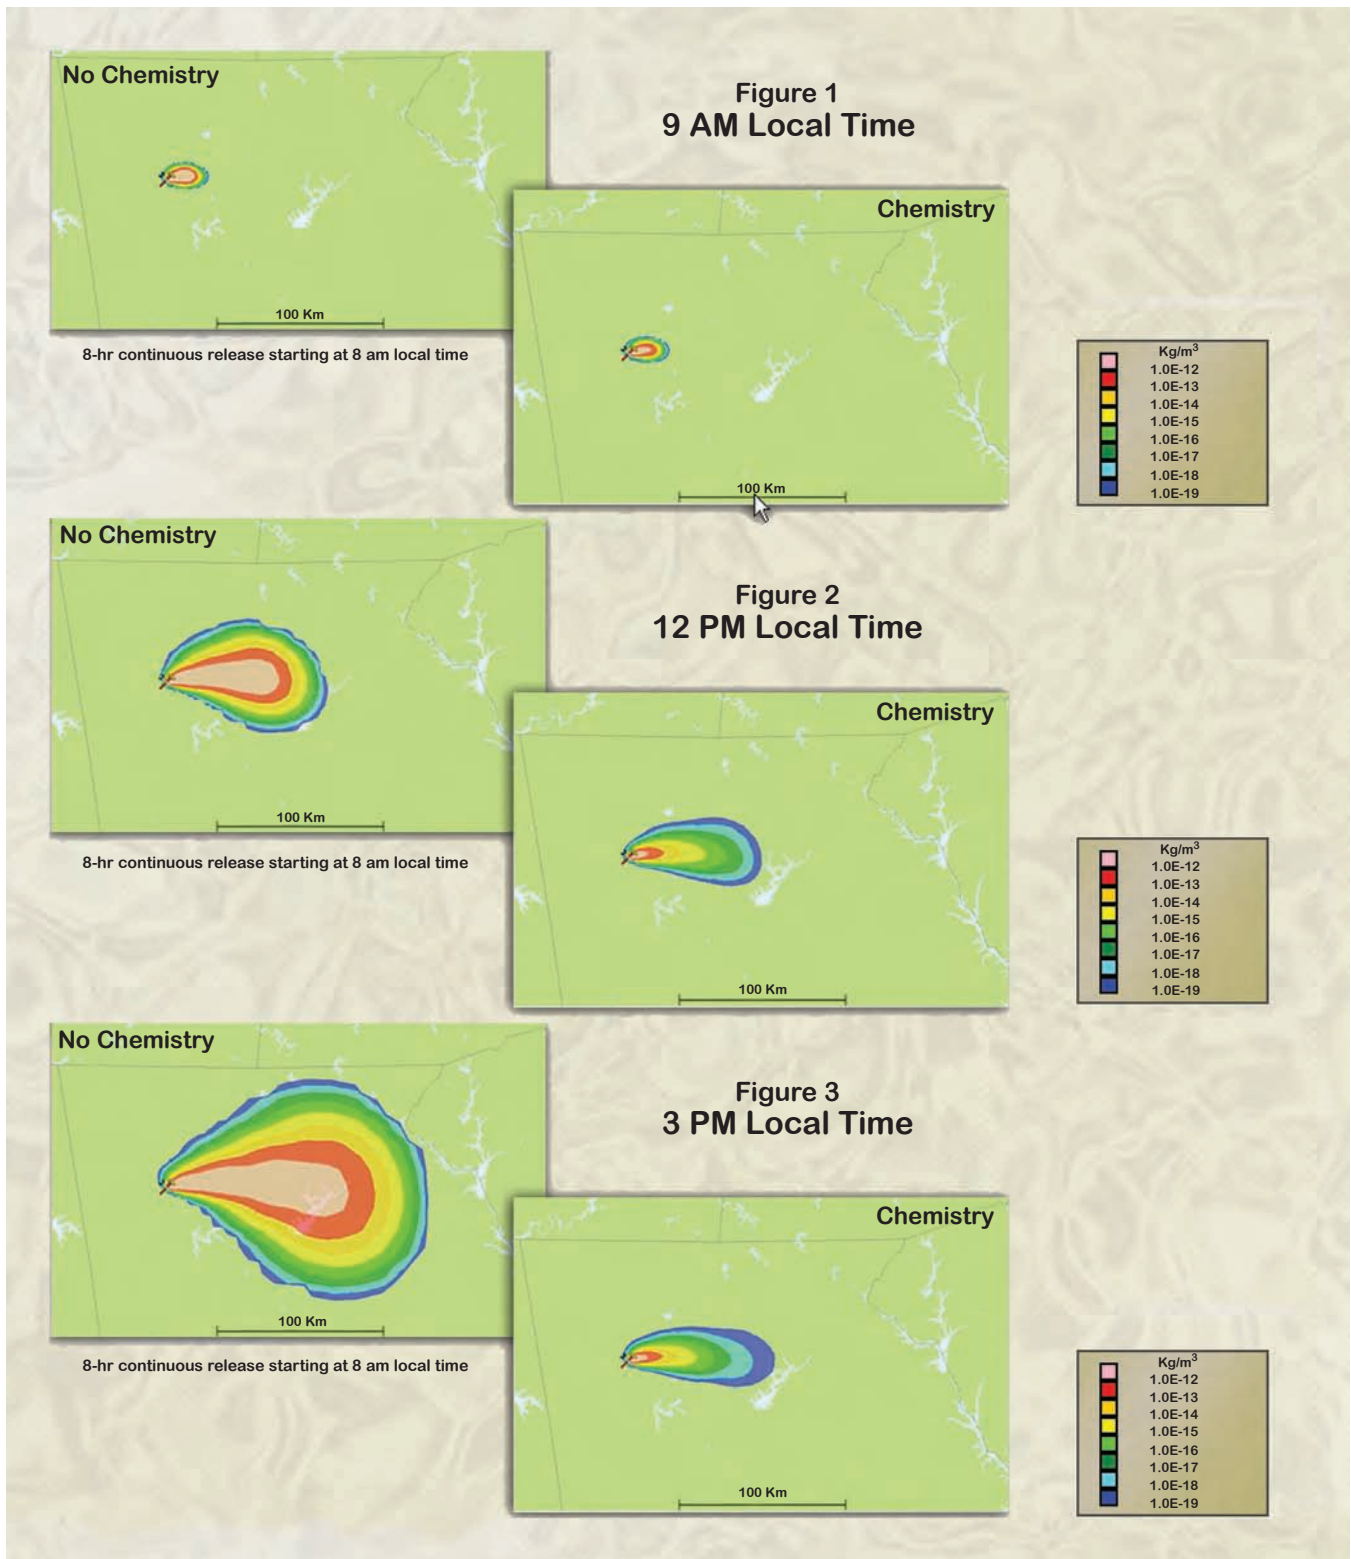 No Chemistry
Figure 1
9 AM Local Time
Chemistry
100 Km
8-hr continuous release starting at 8 am local time
100 Km
Kg/m³
1.0E-12
1.0E-13
1.0E-14
1.0E-15
1.0E-16
1.0E-17
1.0E-18
1.0E-19
No Chemistry
Figure 2
12 PM Local Time
Chemistry
100 Km
8-hr continuous release starting at 8 am local time
100 Km
Kg/m³
1.0E-12
1.0E-13
1.0E-14
1.0E-15
1.0E-16
1.0E-17
1.0E-18
1.0E-19
No Chemistry
Figure 3
3 PM Local Time
Chemistry
100 Km
8-hr continuous release starting at 8 am local time
100 Km
Kg/m³
1.0E-12
1.0E-13
1.0E-14
1.0E-15
1.0E-16
1.0E-17
1.0E-18
1.0E-19